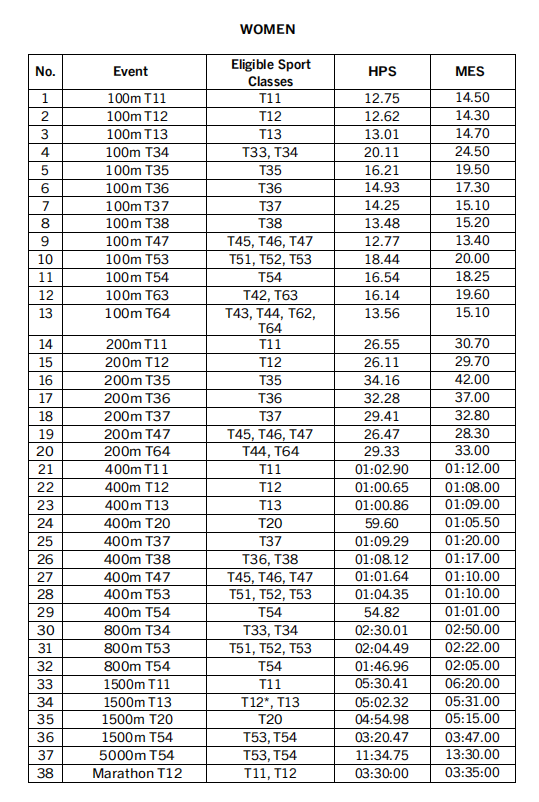 WOMEN
No. Event Eligible Sport Classes HPS MES
1 100m T11 T11 12.75 14.50
2 100m T12 T12 12.62 14.30
3 100m T13 T13 13.01 14.70
4 100m T34 T33, T34 20.11 24.50
5 100m T35 T35 16.21 19.50
6 100m T36 T36 14.93 17.30
7 100m T37 T37 14.25 15.10
8 100m T38 T38 13.48 15.20
9 100m T47 T45, T46, T47 12.77 13.40
10 100m T53 T51, T52, T53 18.44 20.00
11 100m T54 T54 16.54 18.25
12 100m T63 T42, T63 16.14 19.60
13 100m T64 T43, T44, T62, T64 13.56 15.10
14 200m T11 T11 26.55 30.70
15 200m T12 T12 26.11 29.70
16 200m T35 T35 34.16 42.00
17 200m T36 T36 32.28 37.00
18 200m T37 T37 29.41 32.80
19 200m T47 T45, T46, T47 26.47 28.30
20 200m T64 T44, T64 29.33 33.00
21 400m T11 T11 01:02.90 01:12.00
22 400m T12 T12 01:00.65 01:08.00
23 400m T13 T13 01:00.86 01:09.00
24 400m T20 T20 59.60 01:05.50
25 400m T37 T37 01:09.29 01:20.00
26 400m T38 T36, T38 01:08.12 01:17.00
27 400m T47 T45, T46, T47 01:01.64 01:10.00
28 400m T53 T51, T52, T53 01:04.35 01:10.00
29 400m T54 T54 54.82 01:01.00
30 800m T34 T33, T34 02:30.01 02:50.00
31 800m T53 T51, T52, T53 02:04.49 02:22.00
32 800m T54 T54 01:46.96 02:05.00
33 1500m T11 T11 05:30.41 06:20.00
34 1500m T13 T12*, T13 05:02.32 05:31.00
35 1500m T20 T20 04:54.98 05:15.00
36 1500m T54 T53, T54 03:20.47 03:47.00
37 5000m T54 T53, T54 11:34.75 13:30.00
38 Marathon T12 T11, T12 03:30:00 03:35:00